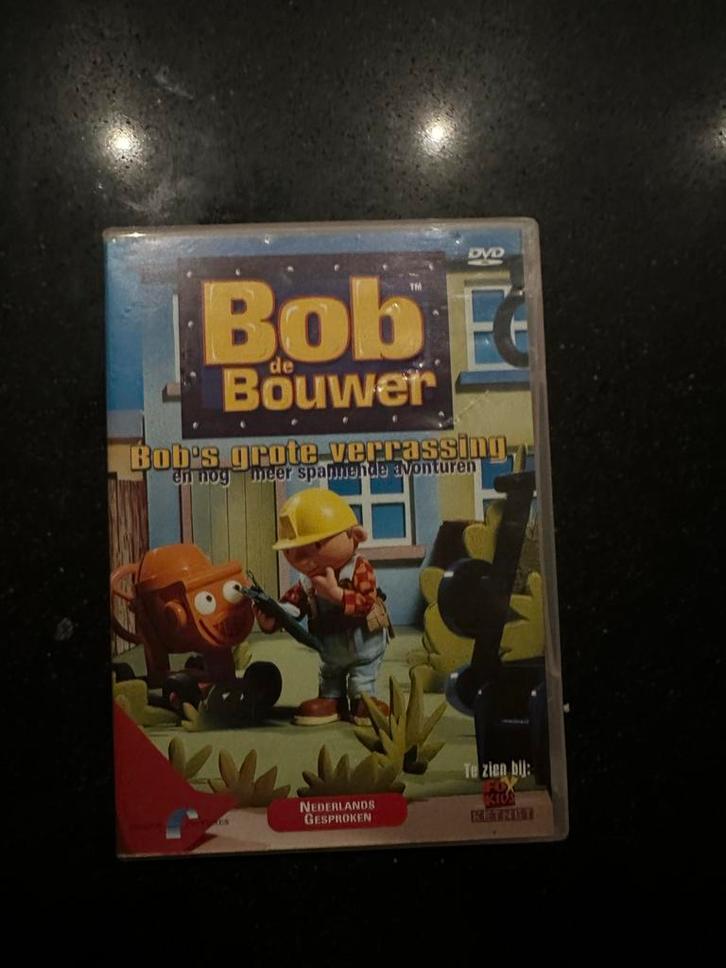 DVD
Bob
TM
de
Bouwer
Bob's grote verrassing
en nog meer spannende avonturen
Te zien bij:
FOX
KIDS
KETNET
NEDERLANDS
GESPROKEN